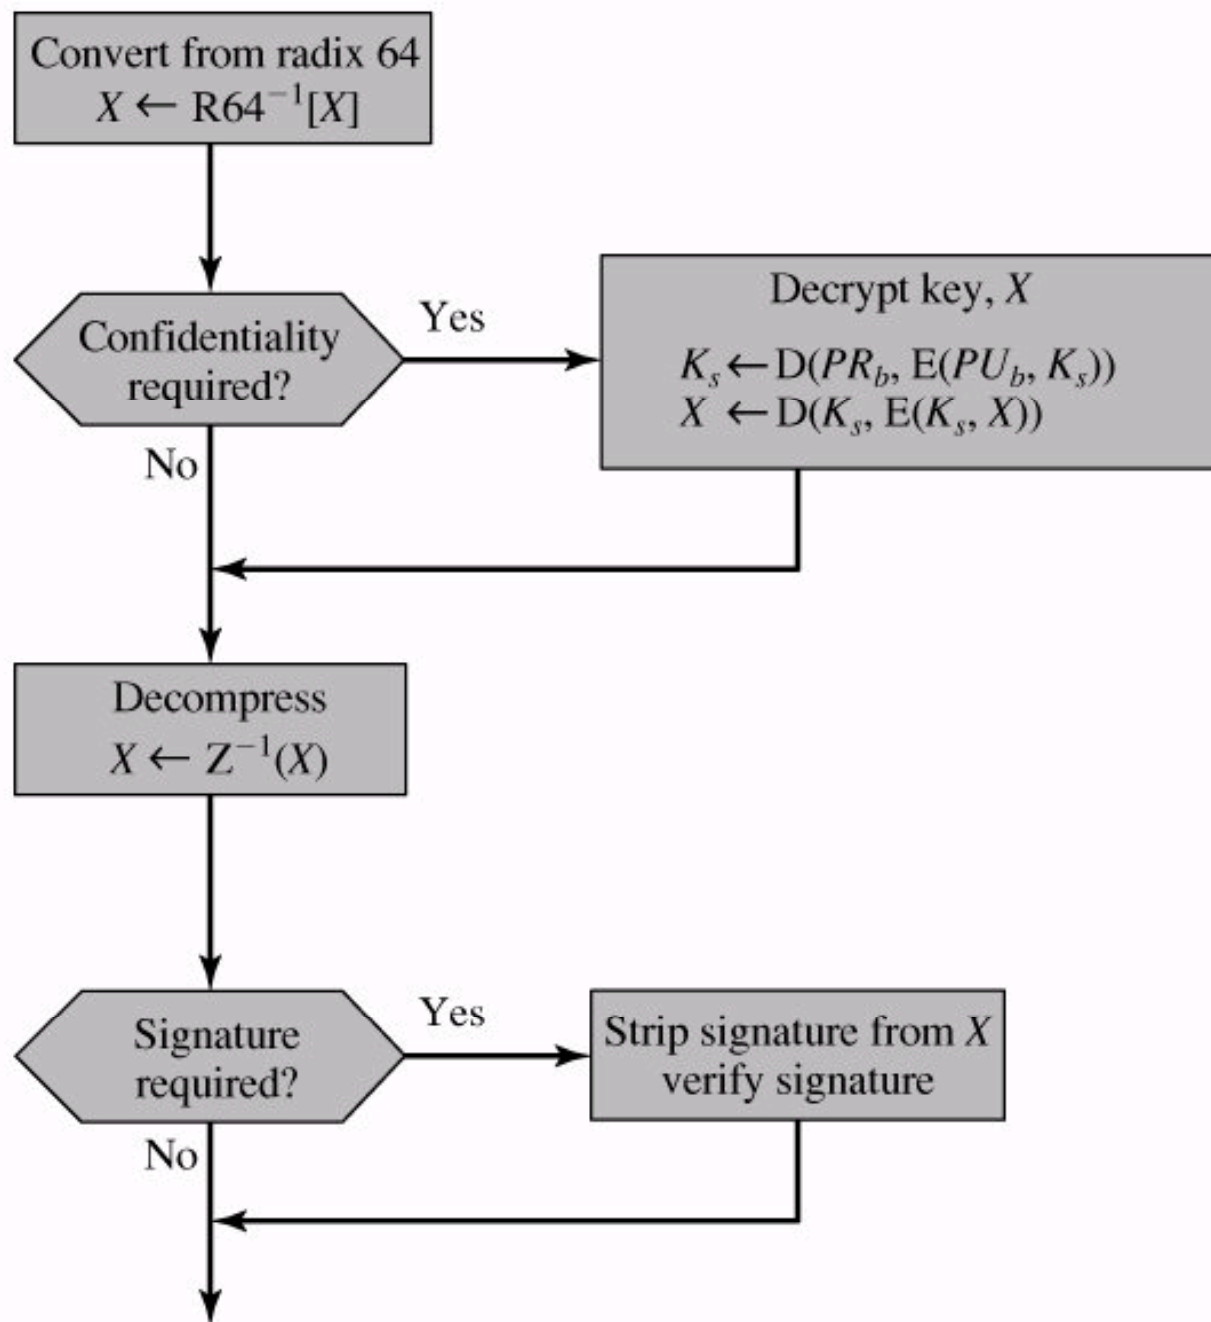 Convert from radix 64
X ← R64⁻¹[X]
Confidentiality
required?
Yes
No
Decrypt key, X
Kₛ ← D(PR_b, E(PU_b, Kₛ))
X ← D(Kₛ, E(Kₛ, X))
Decompress
X ← Z⁻¹(X)
Signature
required?
Yes
No
Strip signature from X
verify signature